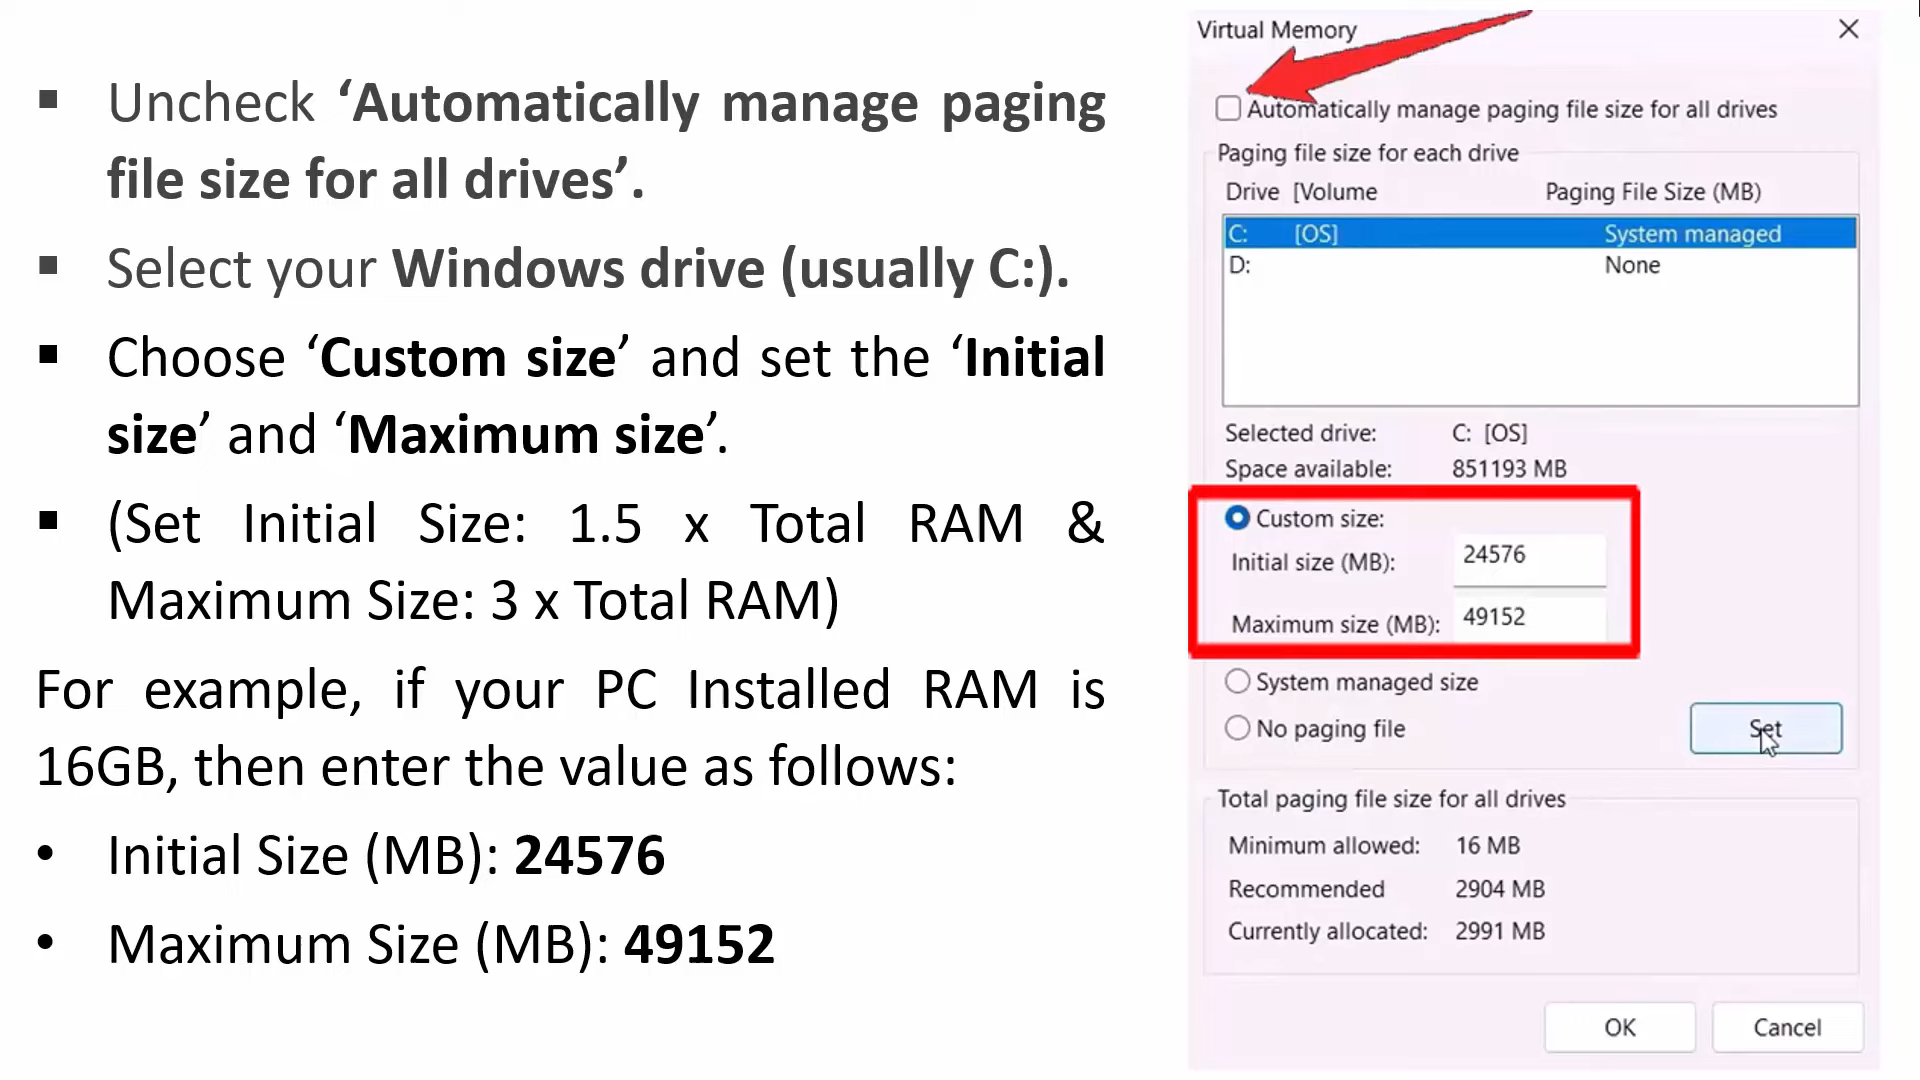 ▪ Uncheck ‘Automatically manage paging
file size for all drives’.
▪ Select your Windows drive (usually C:).
▪ Choose ‘Custom size’ and set the ‘Initial
size’ and ‘Maximum size’.
▪ (Set Initial Size: 1.5 x Total RAM &
Maximum Size: 3 x Total RAM)
For example, if your PC Installed RAM is
16GB, then enter the value as follows:
• Initial Size (MB): 24576
• Maximum Size (MB): 49152
Virtual Memory
Automatically manage paging file size for all drives
Paging file size for each drive
Drive [Volume Paging File Size (MB)
C: [OS] System managed
D: None
Selected drive: C: [OS]
Space available: 851193 MB
Custom size:
Initial size (MB): 24576
Maximum size (MB): 49152
System managed size
No paging file
Set
Total paging file size for all drives
Minimum allowed: 16 MB
Recommended 2904 MB
Currently allocated: 2991 MB
OK Cancel